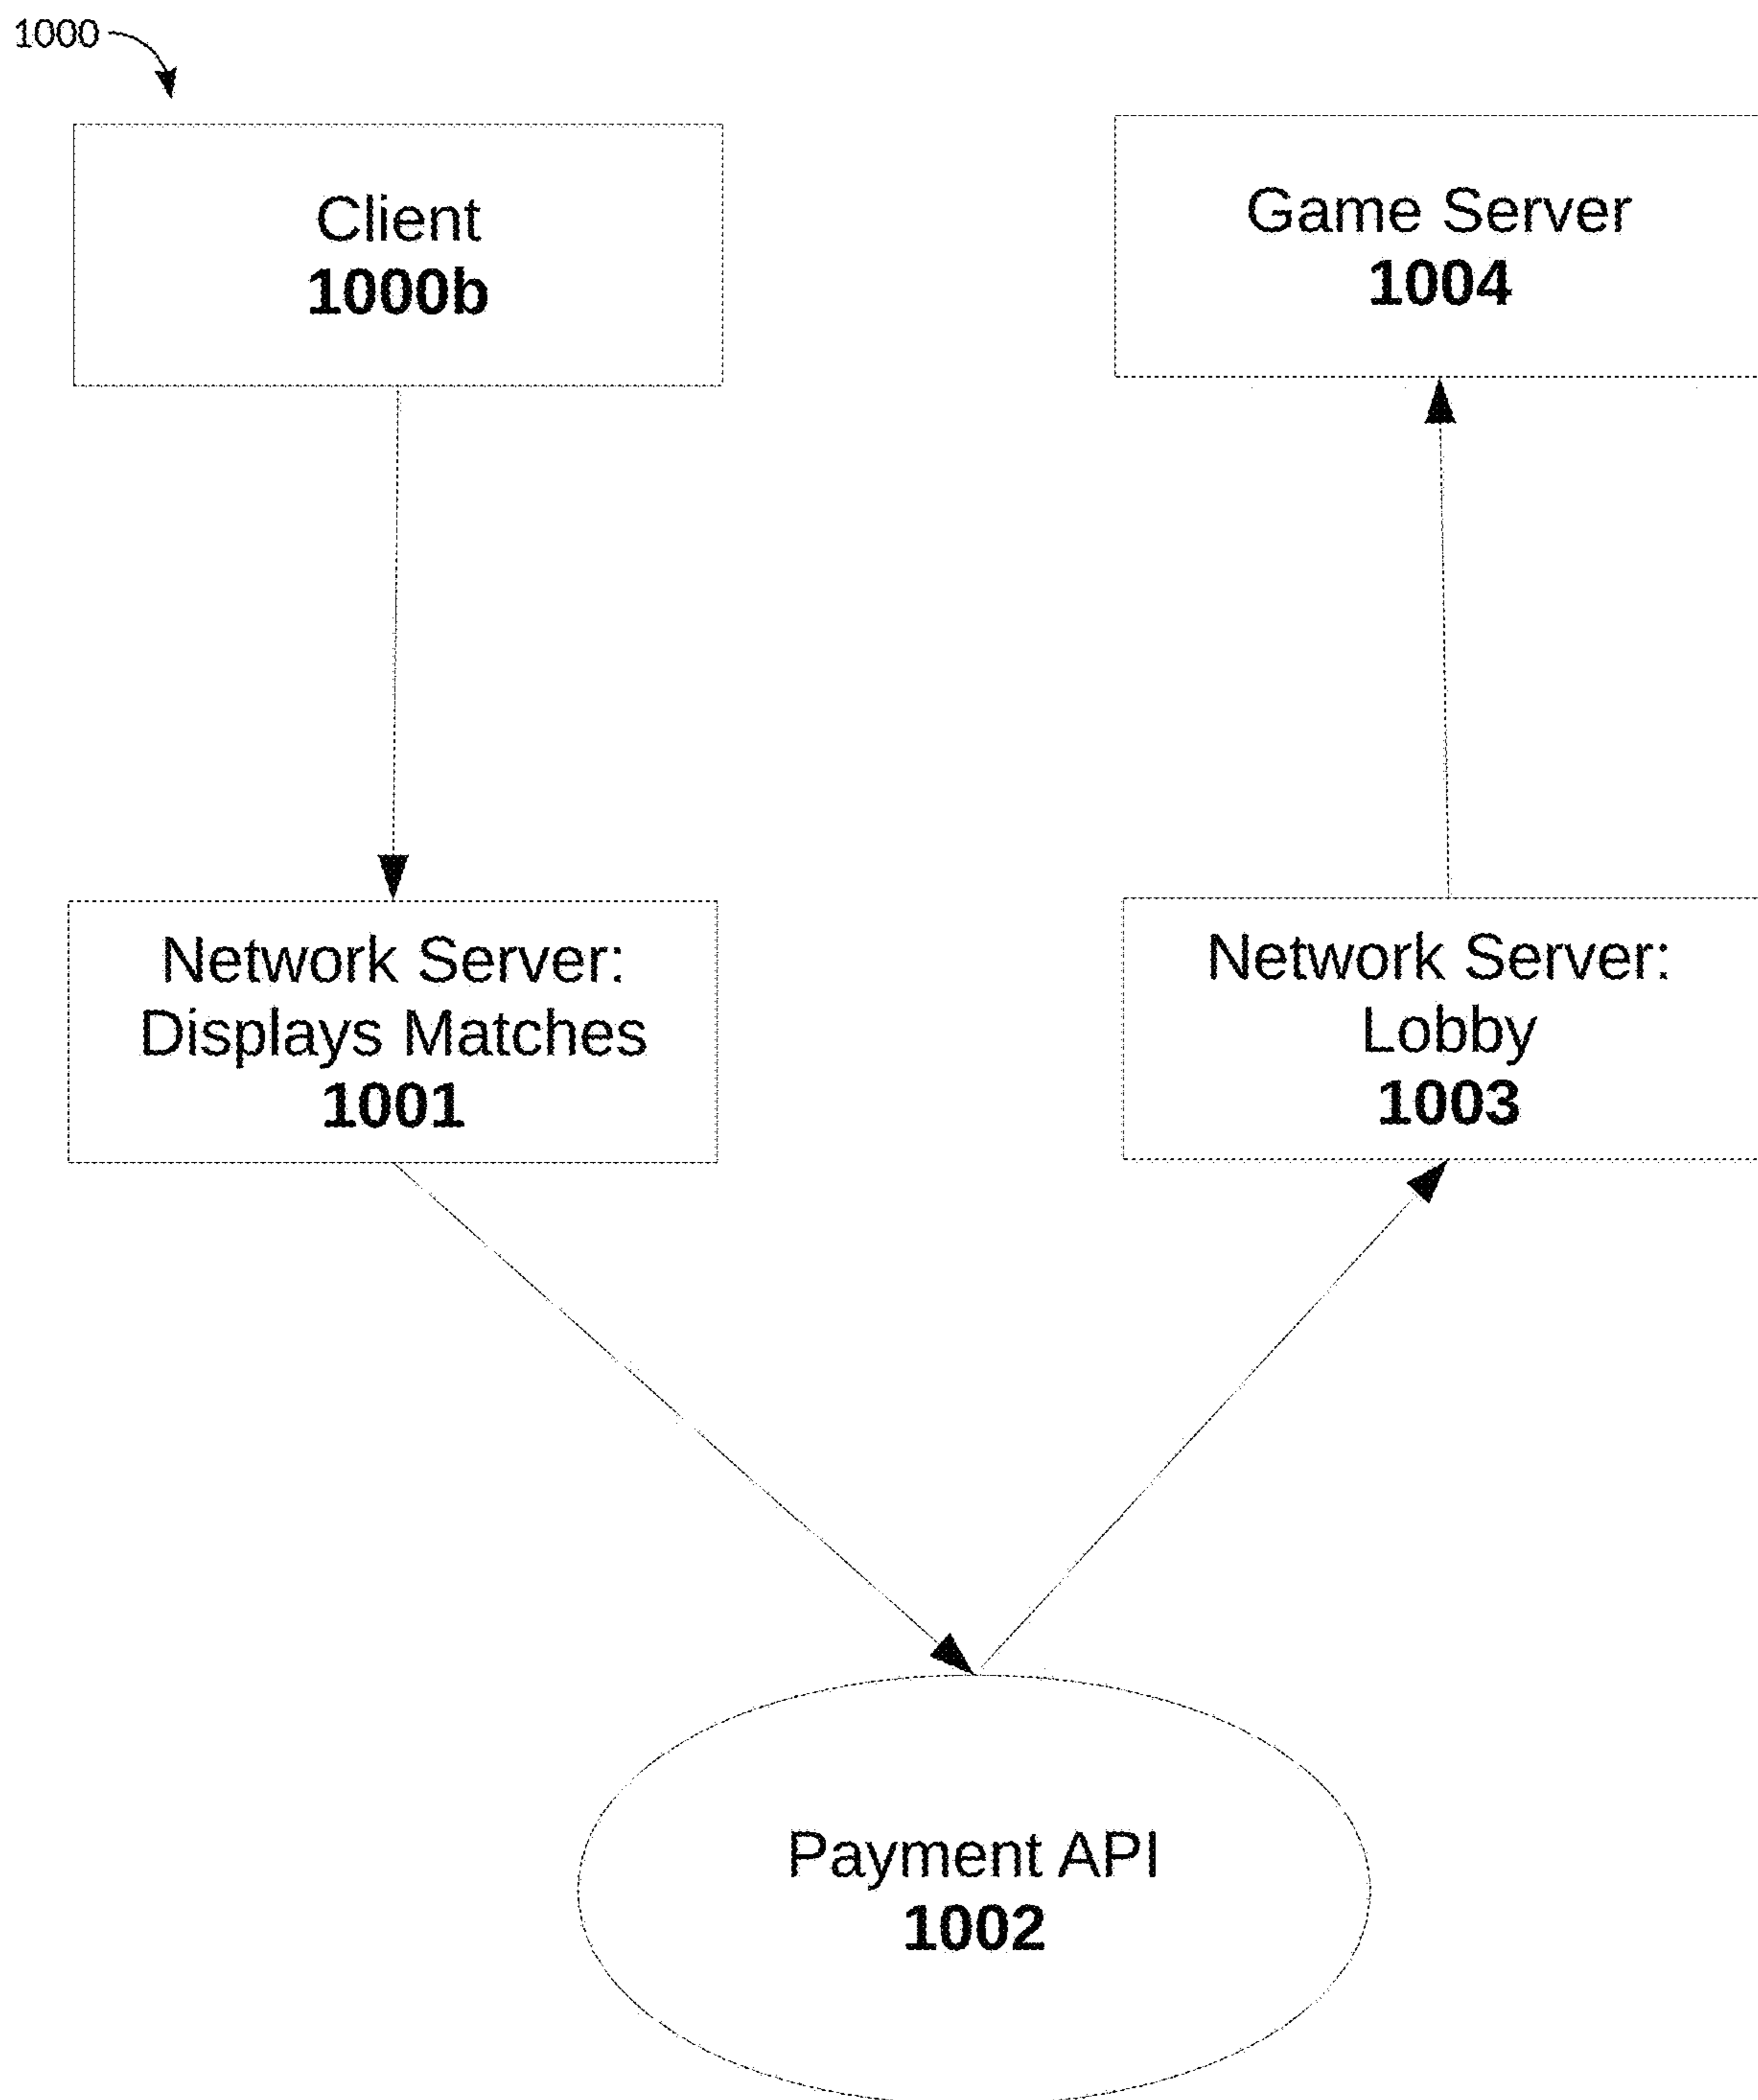 1000
Client
1000b
Game Server
1004
Network Server:
Displays Matches
1001
Network Server:
Lobby
1003
Payment API
1002